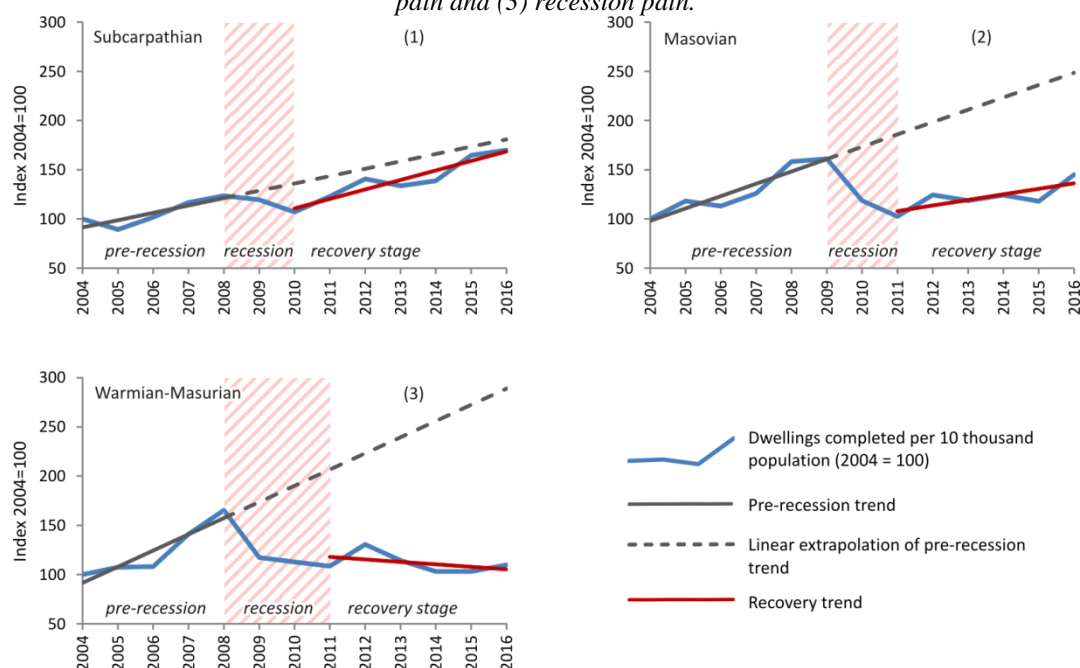 pain and (3) recession pain.
300
250
200
150
100
50
Index 2004=100
Subcarpathian
(1)
pre-recession
recession
recovery stage
2004
2005
2006
2007
2008
2009
2010
2011
2012
2013
2014
2015
2016
300
250
200
150
100
50
Index 2004=100
Masovian
(2)
pre-recession
recession
recovery stage
2004
2005
2006
2007
2008
2009
2010
2011
2012
2013
2014
2015
2016
300
250
200
150
100
50
Index 2004=100
Warmian-Masurian
(3)
pre-recession
recession
recovery stage
2004
2005
2006
2007
2008
2009
2010
2011
2012
2013
2014
2015
2016
Dwellings completed per 10 thousand
population (2004 = 100)
Pre-recession trend
Linear extrapolation of pre-recession
trend
Recovery trend